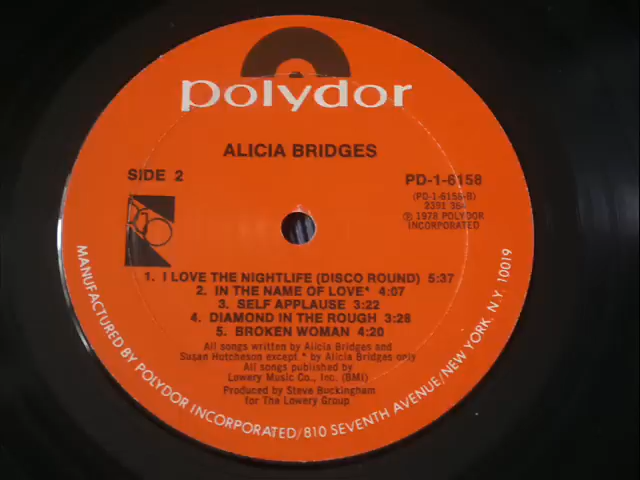 polydor
ALICIA BRIDGES
SIDE 2
PD-1-6158
(PD-1-6158-B)
2391 364
℗ 1978 POLYDOR
INCORPORATED
1. I LOVE THE NIGHTLIFE (DISCO ROUND) 5:37
2. IN THE NAME OF LOVE* 4:07
3. SELF APPLAUSE 3:22
4. DIAMOND IN THE ROUGH 3:28
5. BROKEN WOMAN 4:20
All songs written by Alicia Bridges and
Susan Hutcheson except * by Alicia Bridges only
All songs published by
Lowery Music Co., Inc. (BMI)
Produced by Steve Buckingham
for The Lowery Group
MANUFACTURED BY POLYDOR INCORPORATED/810 SEVENTH AVENUE/NEW YORK, N.Y. 10019